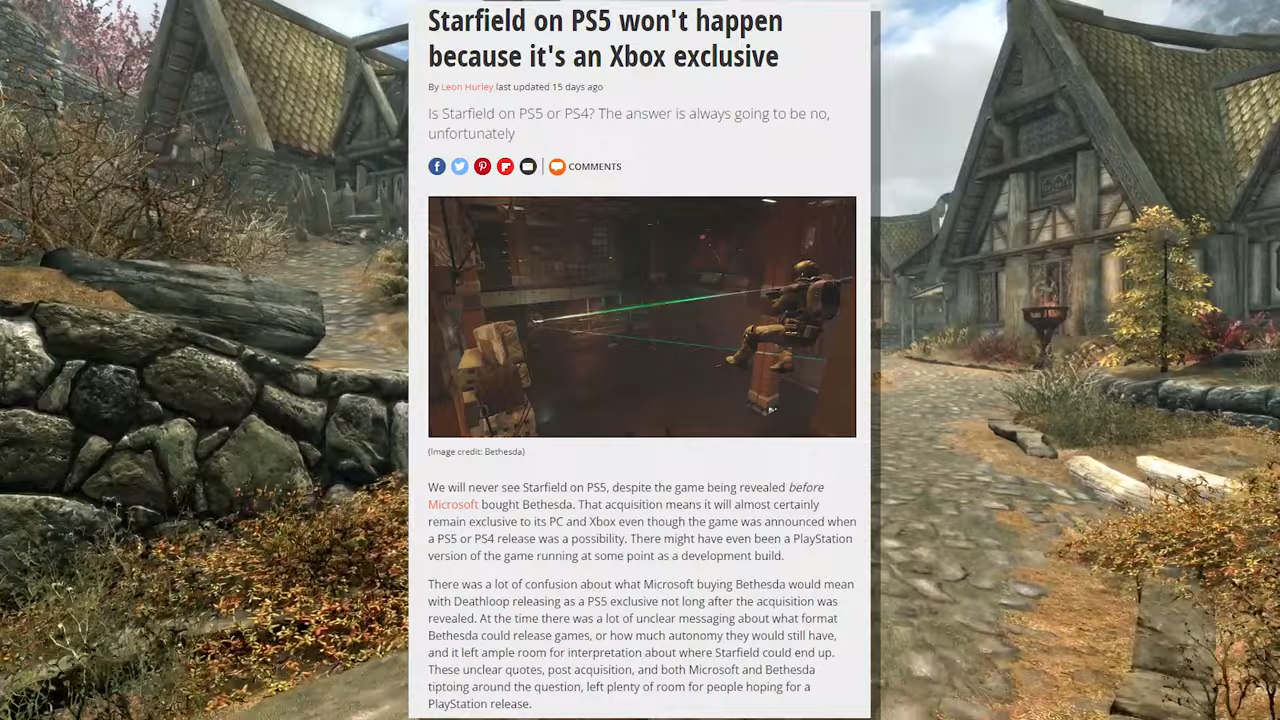 Starfield on PS5 won't happen
because it's an Xbox exclusive
By Leon Hurley last updated 15 days ago
Is Starfield on PS5 or PS4? The answer is always going to be no,
unfortunately
COMMENTS
(Image credit: Bethesda)
We will never see Starfield on PS5, despite the game being revealed before
Microsoft bought Bethesda. That acquisition means it will almost certainly
remain exclusive to its PC and Xbox even though the game was announced when
a PS5 or PS4 release was a possibility. There might have even been a PlayStation
version of the game running at some point as a development build.
There was a lot of confusion about what Microsoft buying Bethesda would mean
with Deathloop releasing as a PS5 exclusive not long after the acquisition was
revealed. At the time there was a lot of unclear messaging about what format
Bethesda could release games, or how much autonomy they would still have,
and it left ample room for interpretation about where Starfield could end up.
These unclear quotes, post acquisition, and both Microsoft and Bethesda
tiptoing around the question, left plenty of room for people hoping for a
PlayStation release.